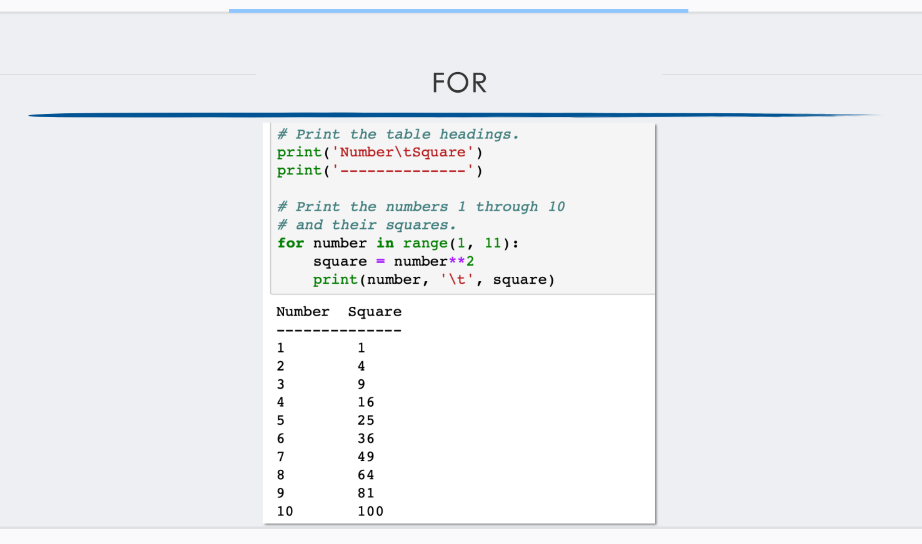 FOR
# Print the table headings.
print('Number\tSquare')
print('--------------')
# Print the numbers 1 through 10
# and their squares.
for number in range(1, 11):
    square = number**2
    print(number, '\t', square)
Number  Square
--------------
1        1
2        4
3        9
4        16
5        25
6        36
7        49
8        64
9        81
10       100